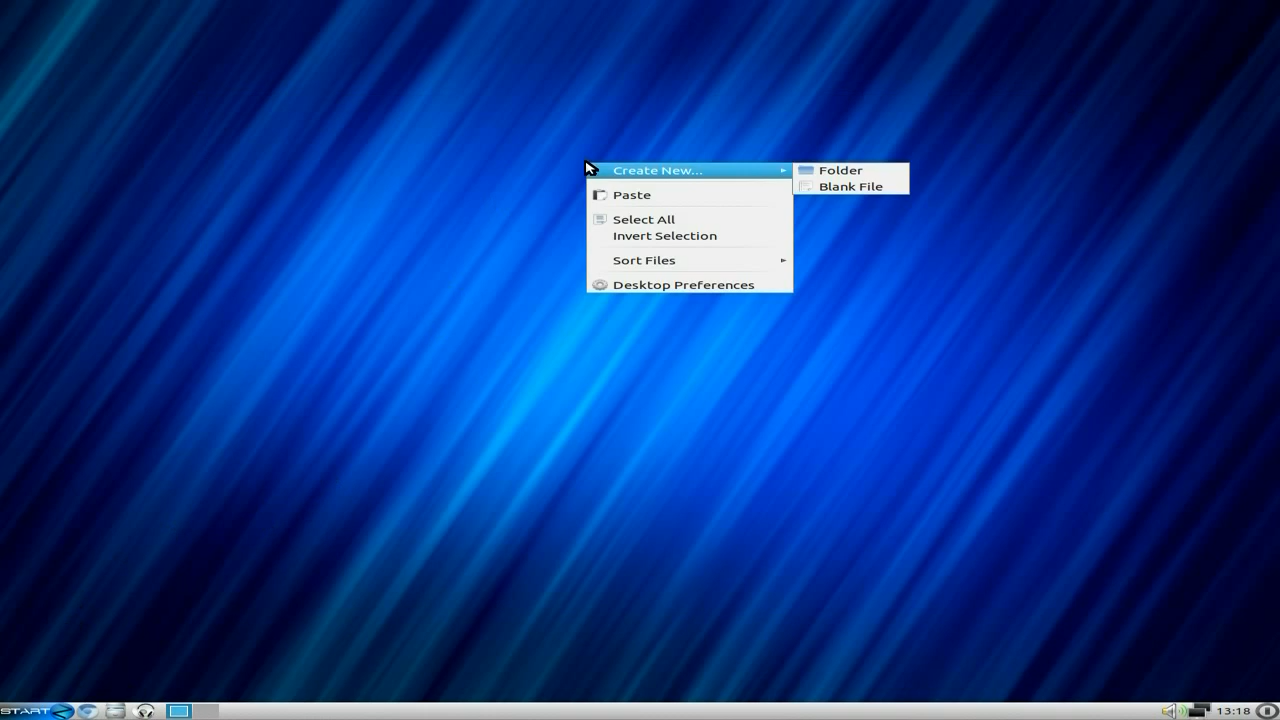 Create New...
Folder
Blank File
Paste
Select All
Invert Selection
Sort Files
Desktop Preferences
START
13:18